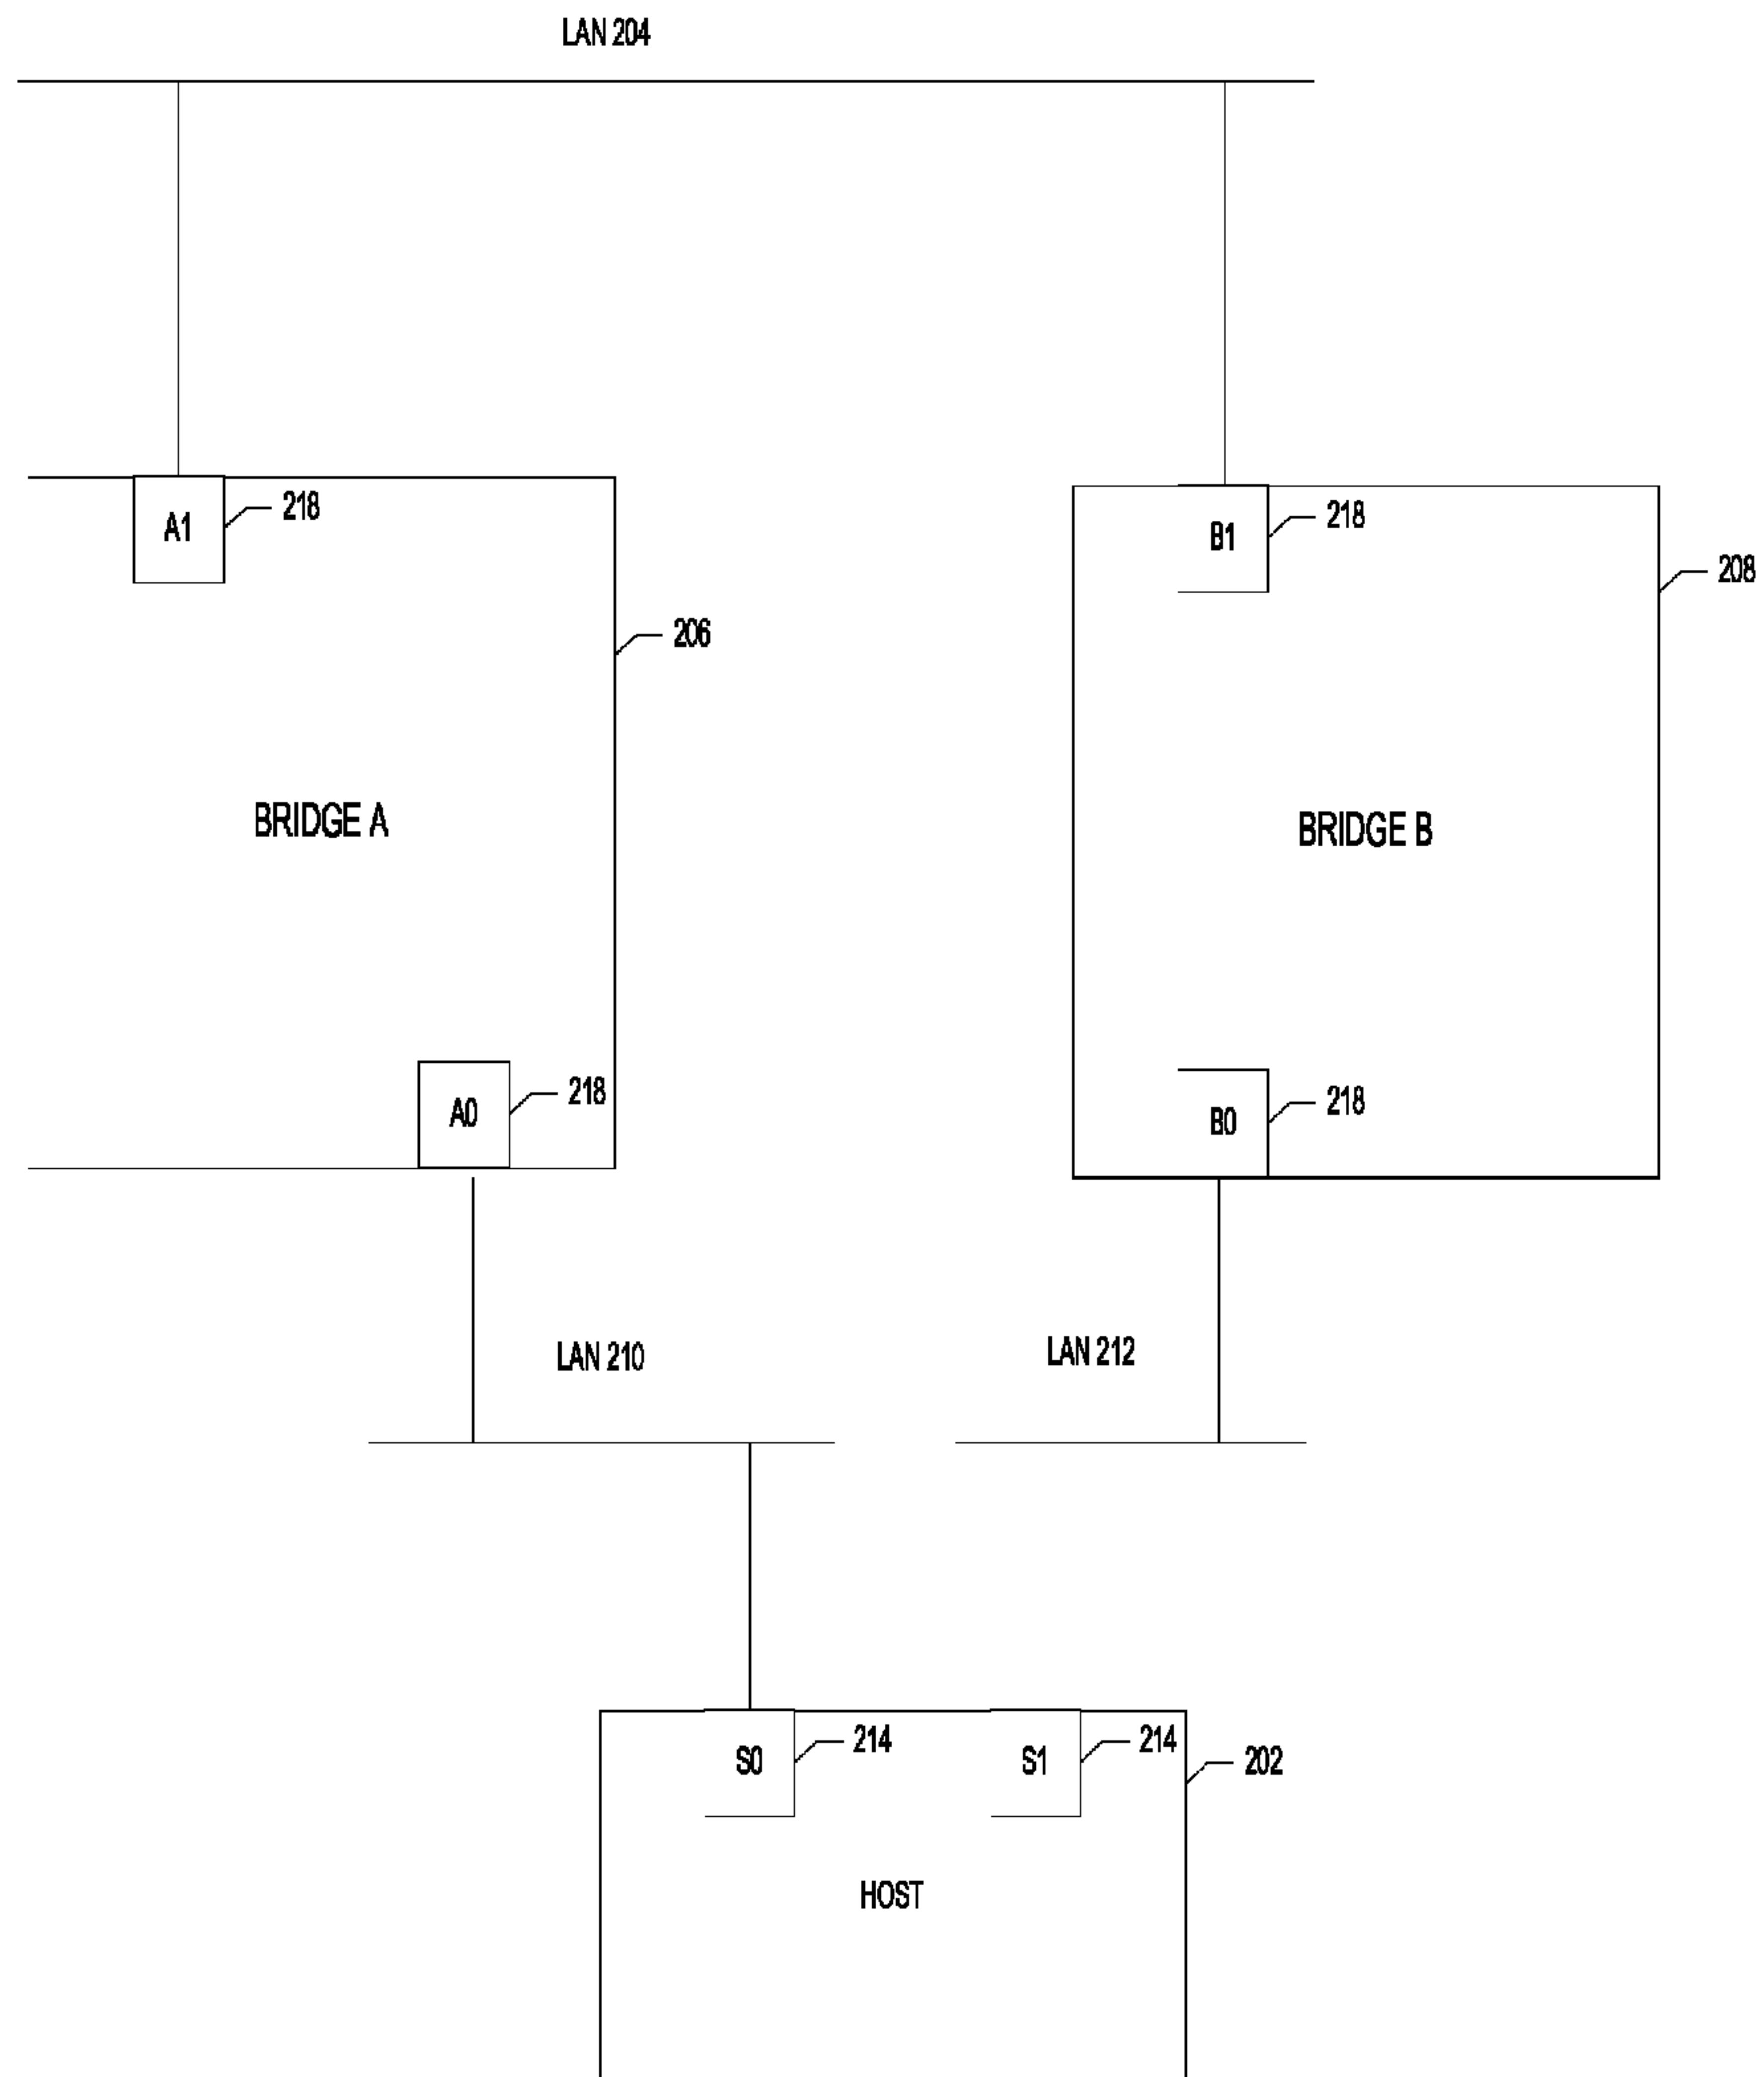 LAN 204
A1
218
B1
218
208
206
BRIDGE A
BRIDGE B
A0
218
B0
218
LAN 210
LAN 212
S0
214
S1
214
202
HOST